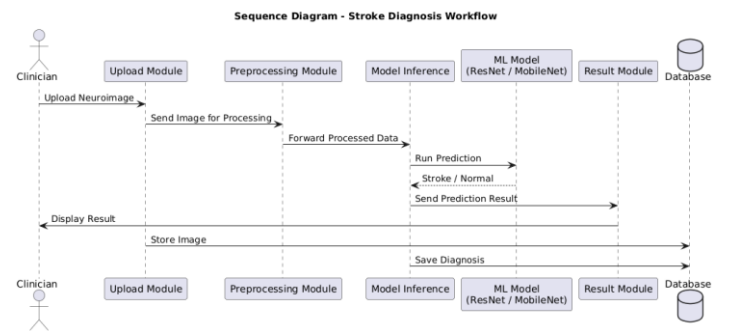 Sequence Diagram - Stroke Diagnosis Workflow
Clinician
Upload Module
Preprocessing Module
Model Inference
ML Model
(ResNet / MobileNet)
Result Module
Database
Upload Neuroimage
Send Image for Processing
Forward Processed Data
Run Prediction
Stroke / Normal
Send Prediction Result
Display Result
Store Image
Save Diagnosis
Clinician
Upload Module
Preprocessing Module
Model Inference
ML Model
(ResNet / MobileNet)
Result Module
Database